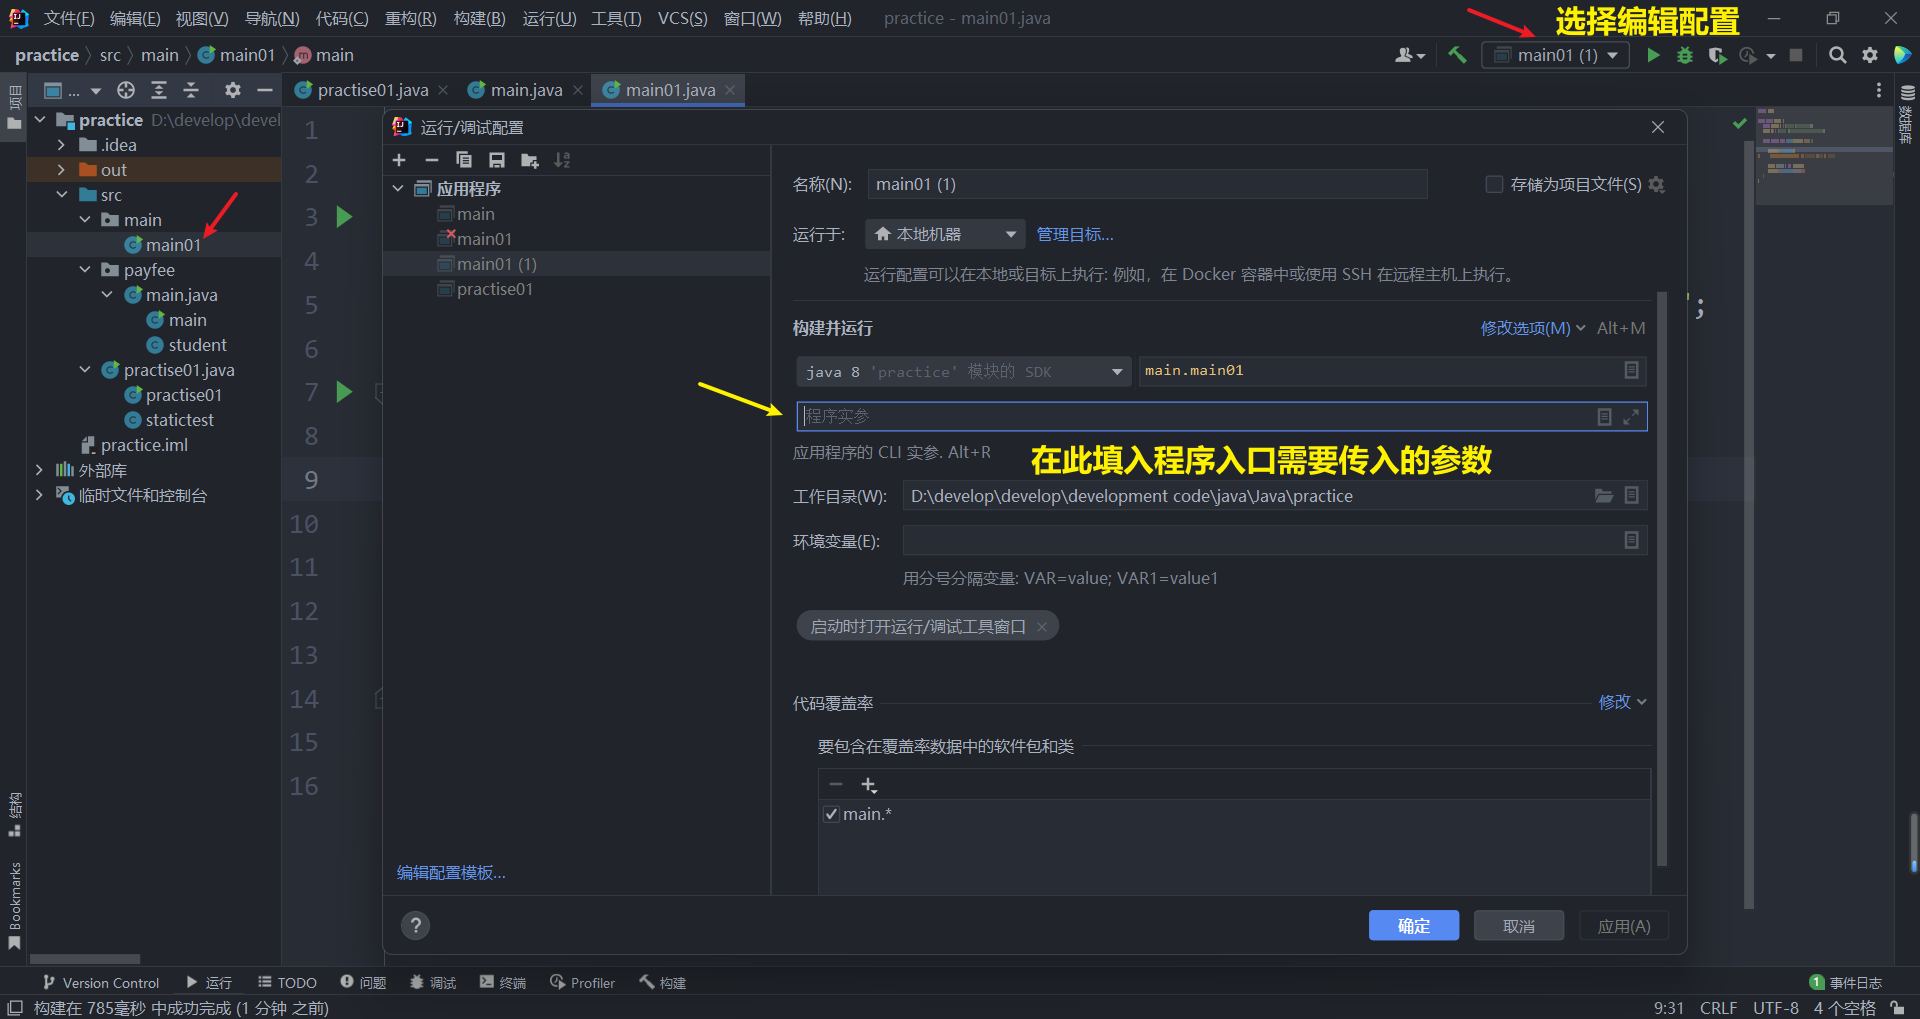 文件(F) 编辑(E) 视图(V) 导航(N) 代码(C) 重构(R) 构建(B) 运行(U) 工具(T) VCS(S) 窗口(W) 帮助(H) practice - main01.java
选择编辑配置
practice src main main01 main
main01 (1)
项目
...
practise01.java main.java main01.java
数据库
practice D:\develop\devel
.idea
out
src
main
main01
payfee
main.java
main
student
practise01.java
practise01
statictest
practice.iml
外部库
临时文件和控制台
1
2
3
4
5
6
7
8
9
10
11
12
13
14
15
16
";
运行/调试配置
应用程序
main
main01
main01 (1)
practise01
编辑配置模板...
名称(N): main01 (1) 存储为项目文件(S)
运行于: 本地机器 管理目标...
运行配置可以在本地或目标上执行: 例如，在 Docker 容器中或使用 SSH 在远程主机上执行。
构建并运行 修改选项(M) Alt+M
java 8 'practice' 模块的 SDK main.main01
程序实参
应用程序的 CLI 实参. Alt+R
在此填入程序入口需要传入的参数
工作目录(W): D:\develop\develop\development code\java\Java\practice
环境变量(E):
用分号分隔变量: VAR=value; VAR1=value1
启动时打开运行/调试工具窗口
代码覆盖率 修改
要包含在覆盖率数据中的软件包和类
main.*
? 确定 取消 应用(A)
结构
Bookmarks
Version Control 运行 TODO 问题 调试 终端 Profiler 构建 1 事件日志
构建在 785毫秒 中成功完成 (1 分钟 之前) 9:31 CRLF UTF-8 4 个空格